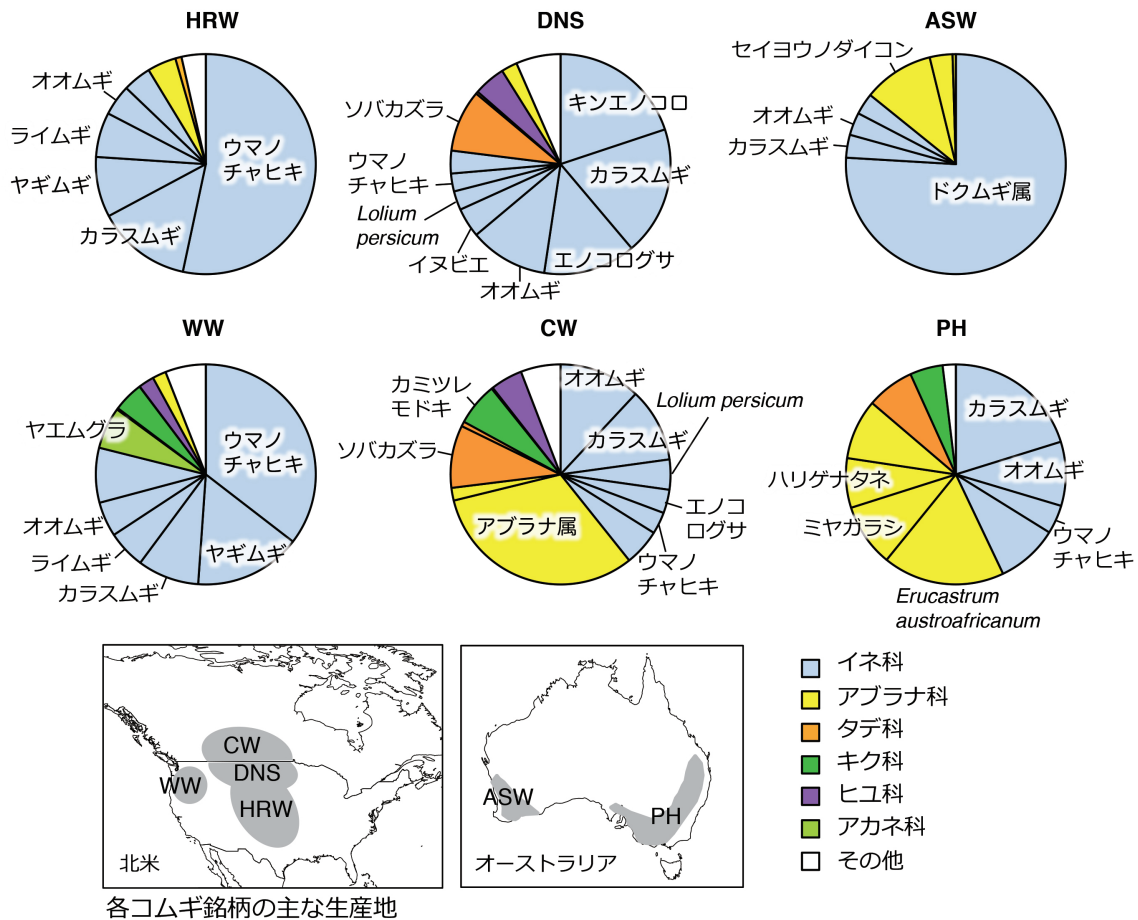 HRW
オオムギ
ライムギ
ヤギムギ
カラスムギ
ウマノ
チャヒキ
DNS
ソバカズラ
ウマノ
チャヒキ
Lolium
persicum
イヌビエ
オオムギ
エノコログサ
カラスムギ
キンエノコロ
ASW
セイヨウノダイコン
オオムギ
カラスムギ
ドクムギ属
WW
ヤエムグラ
オオムギ
ライムギ
カラスムギ
ヤギムギ
ウマノ
チャヒキ
CW
カミツレ
モドキ
ソバカズラ
アブラナ属
オオムギ
カラスムギ
Lolium persicum
エノコ
ログサ
ウマノ
チャヒキ
PH
カラスムギ
オオムギ
ウマノ
チャヒキ
ハリゲナタネ
ミヤガラシ
Erucastrum
austroafricanum
CW
DNS
WW
HRW
北米
ASW
PH
オーストラリア
イネ科
アブラナ科
タデ科
キク科
ヒユ科
アカネ科
その他
各コムギ銘柄の主な生産地